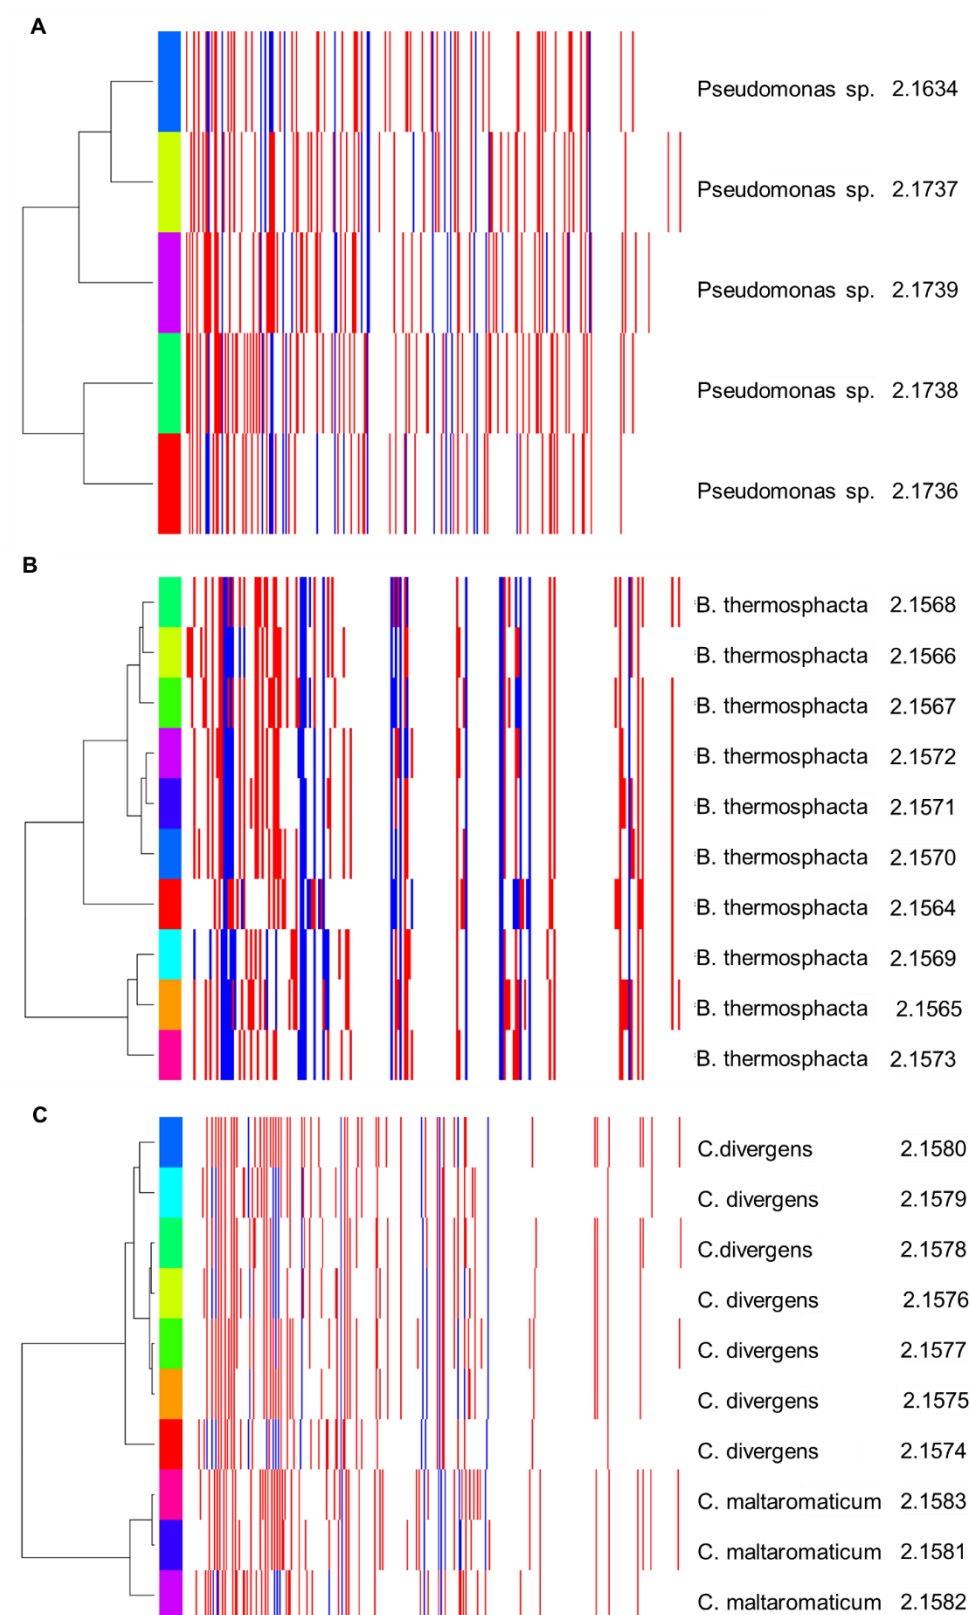 A
Pseudomonas sp. 2.1634
Pseudomonas sp. 2.1737
Pseudomonas sp. 2.1739
Pseudomonas sp. 2.1738
Pseudomonas sp. 2.1736
B
B. thermosphacta 2.1568
B. thermosphacta 2.1566
B. thermosphacta 2.1567
B. thermosphacta 2.1572
B. thermosphacta 2.1571
B. thermosphacta 2.1570
B. thermosphacta 2.1564
B. thermosphacta 2.1569
B. thermosphacta 2.1565
B. thermosphacta 2.1573
C
C.divergens 2.1580
C. divergens 2.1579
C.divergens 2.1578
C. divergens 2.1576
C. divergens 2.1577
C. divergens 2.1575
C. divergens 2.1574
C. maltaromaticum 2.1583
C. maltaromaticum 2.1581
C. maltaromaticum 2.1582